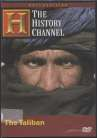 THE
HISTORY
CHANNEL
The Taliban